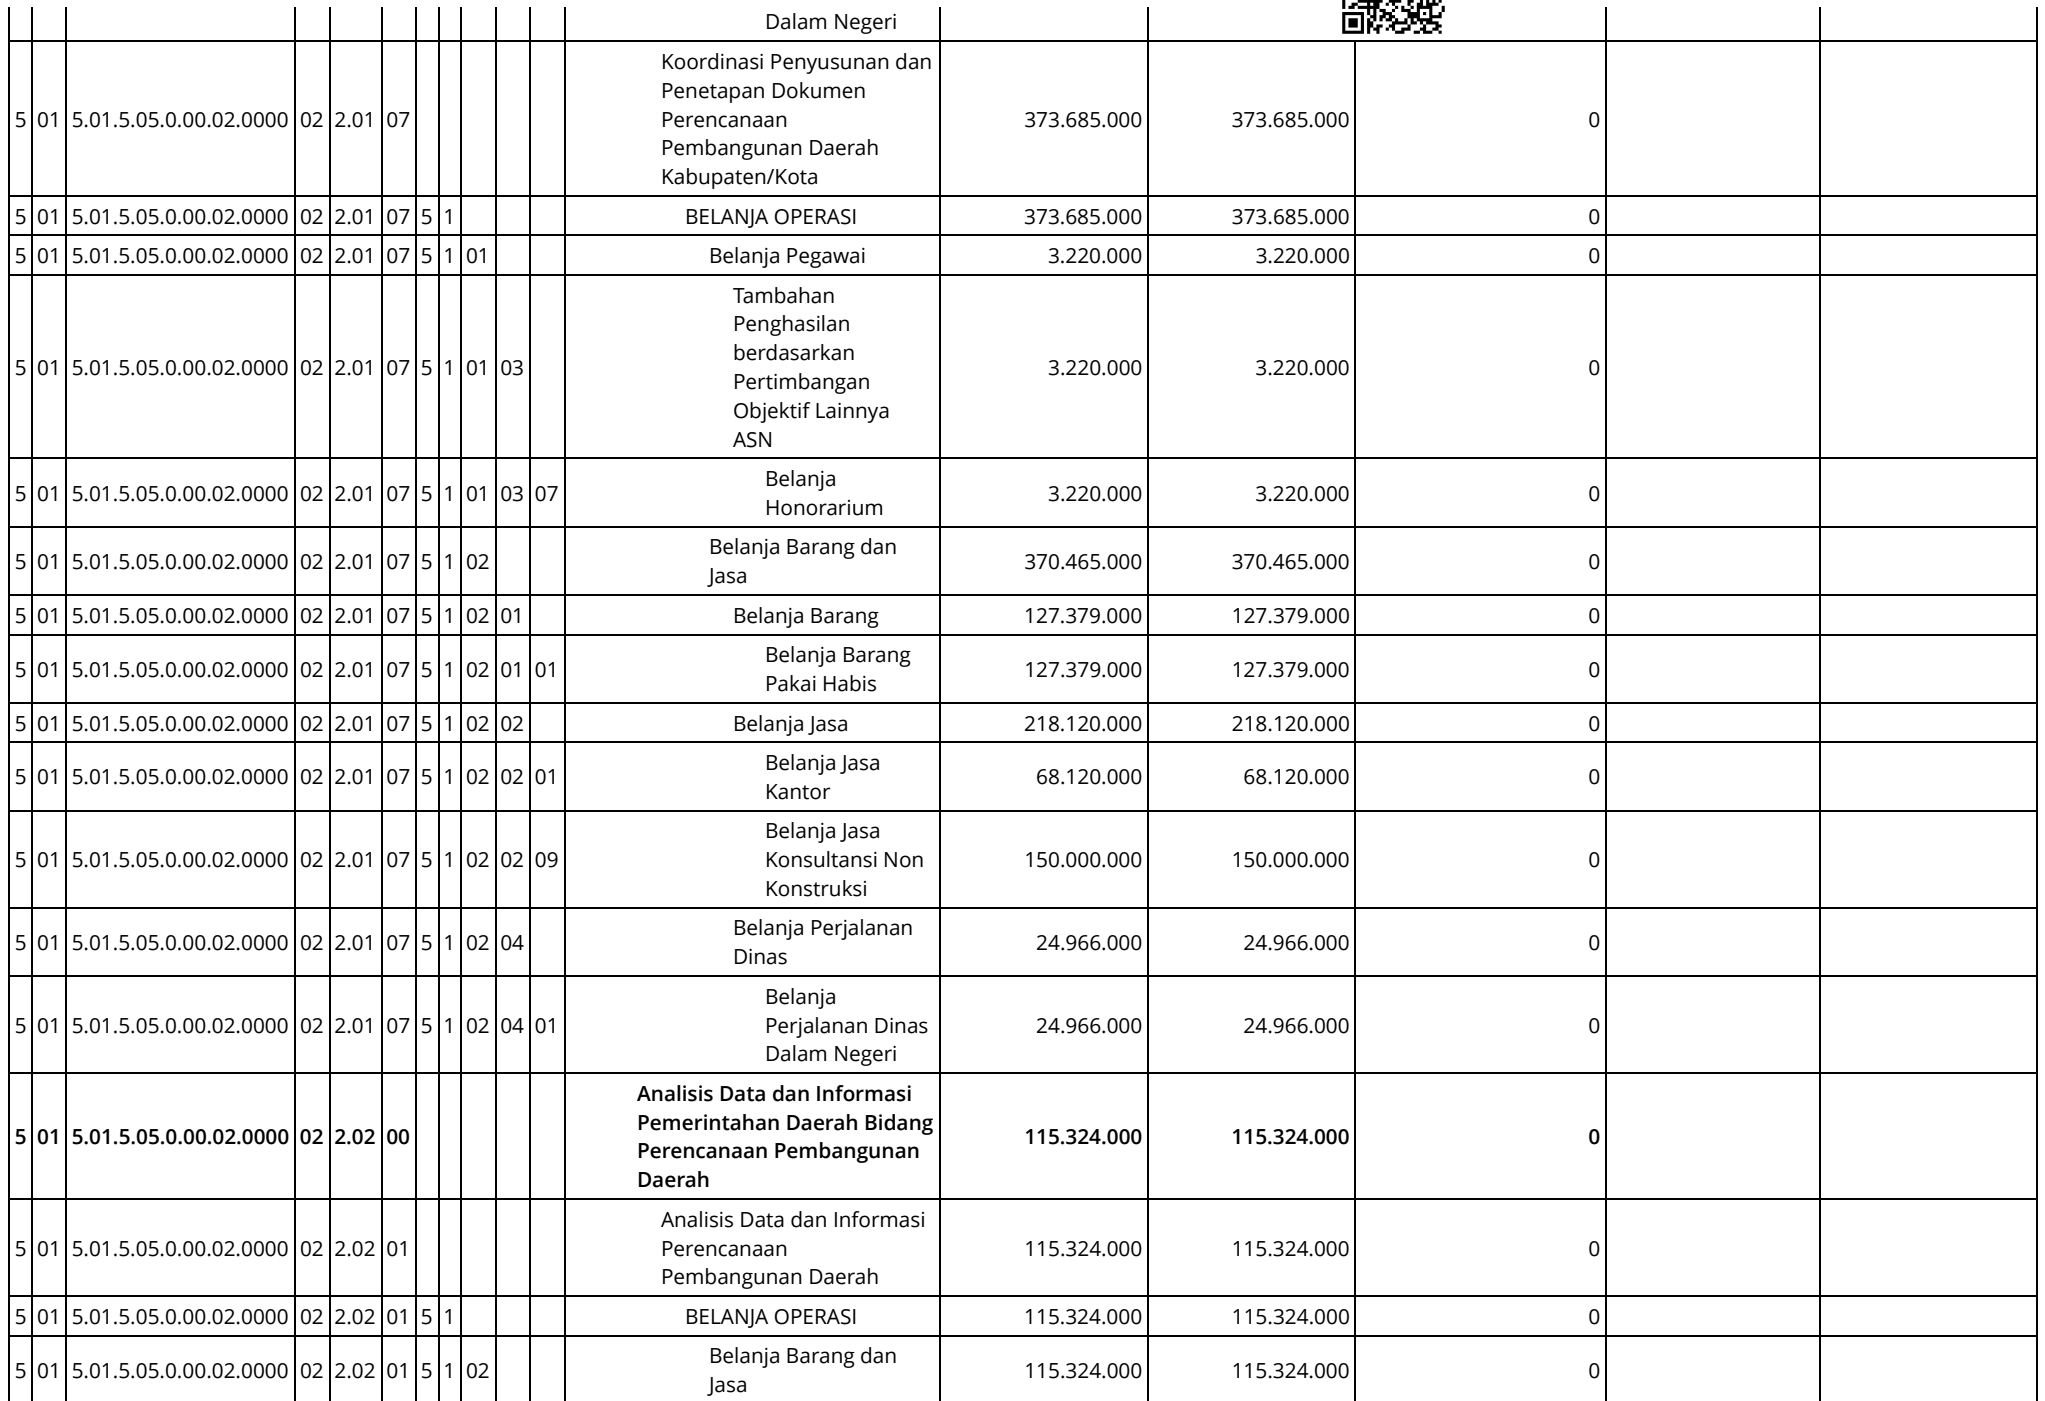 Dalam Negeri
5 01 5.01.5.05.0.00.02.0000 02 2.01 07 Koordinasi Penyusunan dan Penetapan Dokumen Perencanaan Pembangunan Daerah Kabupaten/Kota 373.685.000 373.685.000 0
5 01 5.01.5.05.0.00.02.0000 02 2.01 07 5 1 BELANJA OPERASI 373.685.000 373.685.000 0
5 01 5.01.5.05.0.00.02.0000 02 2.01 07 5 1 01 Belanja Pegawai 3.220.000 3.220.000 0
5 01 5.01.5.05.0.00.02.0000 02 2.01 07 5 1 01 03 Tambahan Penghasilan berdasarkan Pertimbangan Objektif Lainnya ASN 3.220.000 3.220.000 0
5 01 5.01.5.05.0.00.02.0000 02 2.01 07 5 1 01 03 07 Belanja Honorarium 3.220.000 3.220.000 0
5 01 5.01.5.05.0.00.02.0000 02 2.01 07 5 1 02 Belanja Barang dan Jasa 370.465.000 370.465.000 0
5 01 5.01.5.05.0.00.02.0000 02 2.01 07 5 1 02 01 Belanja Barang 127.379.000 127.379.000 0
5 01 5.01.5.05.0.00.02.0000 02 2.01 07 5 1 02 01 01 Belanja Barang Pakai Habis 127.379.000 127.379.000 0
5 01 5.01.5.05.0.00.02.0000 02 2.01 07 5 1 02 02 Belanja Jasa 218.120.000 218.120.000 0
5 01 5.01.5.05.0.00.02.0000 02 2.01 07 5 1 02 02 01 Belanja Jasa Kantor 68.120.000 68.120.000 0
5 01 5.01.5.05.0.00.02.0000 02 2.01 07 5 1 02 02 09 Belanja Jasa Konsultansi Non Konstruksi 150.000.000 150.000.000 0
5 01 5.01.5.05.0.00.02.0000 02 2.01 07 5 1 02 04 Belanja Perjalanan Dinas 24.966.000 24.966.000 0
5 01 5.01.5.05.0.00.02.0000 02 2.01 07 5 1 02 04 01 Belanja Perjalanan Dinas Dalam Negeri 24.966.000 24.966.000 0
5 01 5.01.5.05.0.00.02.0000 02 2.02 00 Analisis Data dan Informasi Pemerintahan Daerah Bidang Perencanaan Pembangunan Daerah 115.324.000 115.324.000 0
5 01 5.01.5.05.0.00.02.0000 02 2.02 01 Analisis Data dan Informasi Perencanaan Pembangunan Daerah 115.324.000 115.324.000 0
5 01 5.01.5.05.0.00.02.0000 02 2.02 01 5 1 BELANJA OPERASI 115.324.000 115.324.000 0
5 01 5.01.5.05.0.00.02.0000 02 2.02 01 5 1 02 Belanja Barang dan Jasa 115.324.000 115.324.000 0